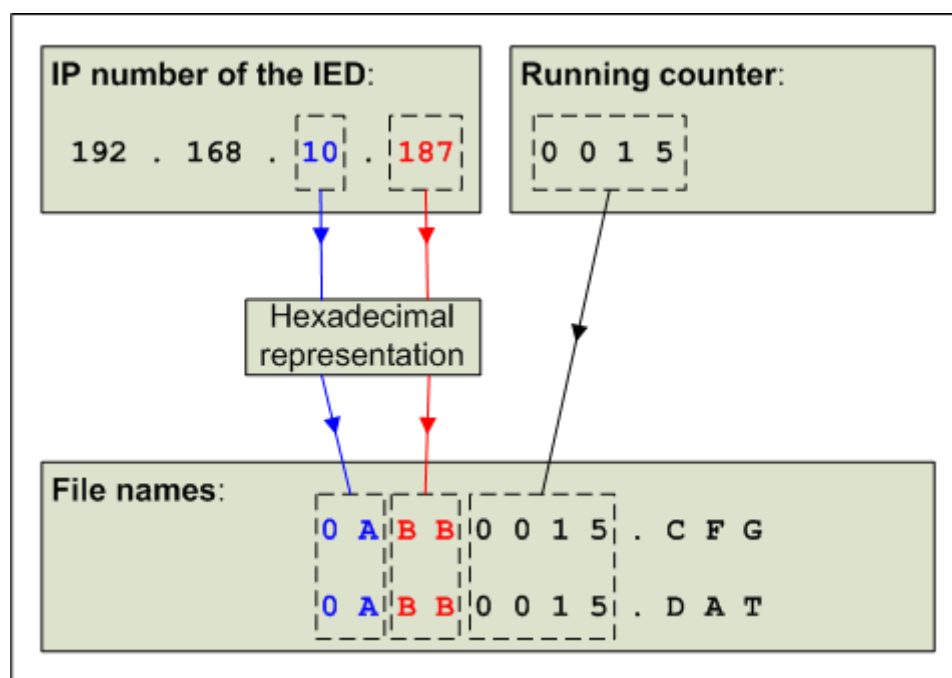 IP number of the IED:
192 . 168 . 10 . 187
Running counter:
0 0 1 5
Hexadecimal
representation
File names:
0 A B B 0 0 1 5 . C F G
0 A B B 0 0 1 5 . D A T